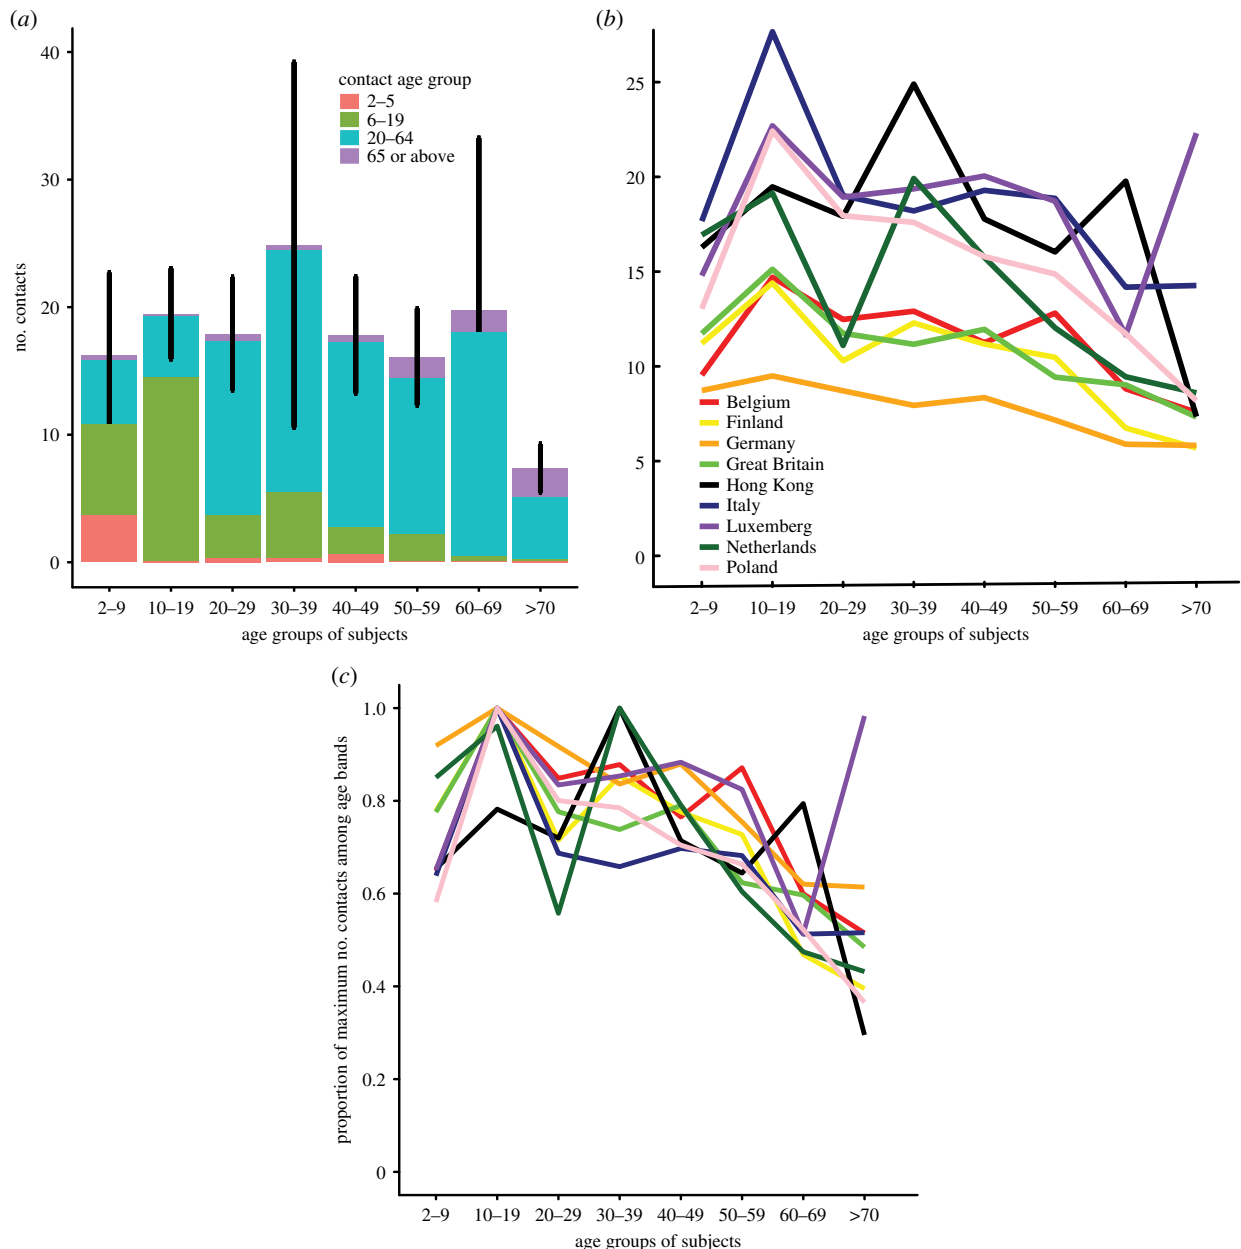 (a)
no. contacts
40
30
20
10
0
contact age group
2–5
6–19
20–64
65 or above
2–9 10–19 20–29 30–39 40–49 50–59 60–69 >70
age groups of subjects
(b)
25
20
15
10
5
0
Belgium
Finland
Germany
Great Britain
Hong Kong
Italy
Luxemberg
Netherlands
Poland
2–9 10–19 20–29 30–39 40–49 50–59 60–69 >70
age groups of subjects
(c)
proportion of maximum no. contacts among age bands
1.0
0.8
0.6
0.4
0.2
0
2–9 10–19 20–29 30–39 40–49 50–59 60–69 >70
age groups of subjects